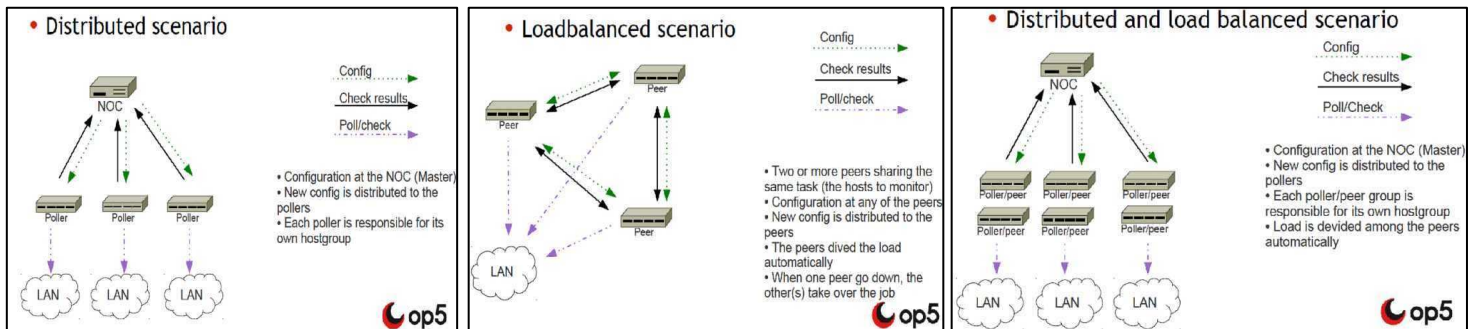 • Distributed scenario
Config
Check results
Poll/check
NOC
Poller
Poller
Poller
LAN
LAN
LAN
• Configuration at the NOC (Master)
• New config is distributed to the
pollers
• Each poller is responsible for its
own hostgroup
op5
• Loadbalanced scenario
Config
Check results
Poll/check
Peer
Peer
Peer
LAN
• Two or more peers sharing the
same task (the hosts to monitor)
• Configuration at any of the peers
• New config is distributed to the
peers
• The peers dived the load
automatically
• When one peer go down, the
other(s) take over the job
op5
• Distributed and load balanced scenario
Config
Check results
Poll/Check
NOC
Poller/peer
Poller/peer
Poller/peer
Poller/peer
Poller/peer
Poller/peer
LAN
LAN
LAN
• Configuration at the NOC (Master)
• New config is distributed to the
pollers
• Each poller/peer group is
responsible for its own hostgroup
• Load is devided among the peers
automatically
op5